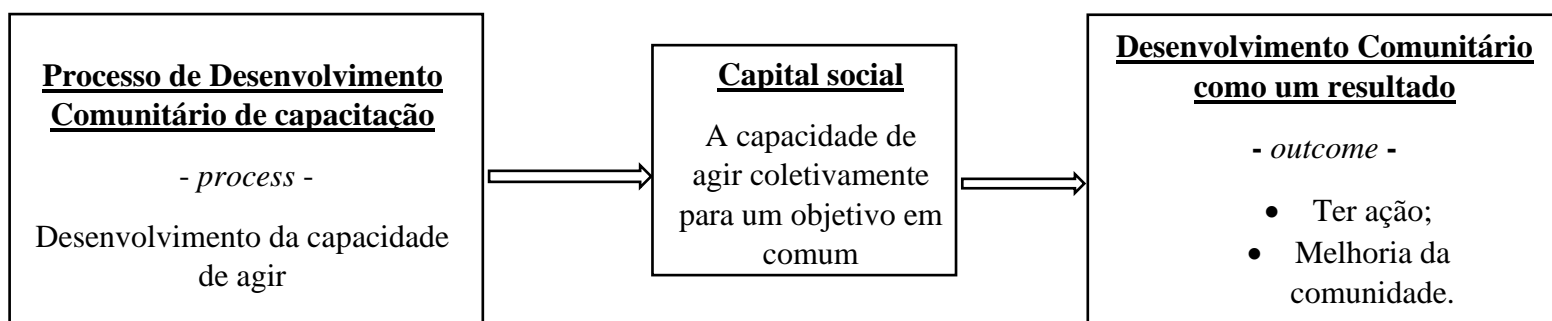 Processo de Desenvolvimento
Comunitário de capacitação
- process -
Desenvolvimento da capacidade
de agir
Capital social
A capacidade de
agir coletivamente
para um objetivo em
comum
Desenvolvimento Comunitário
como um resultado
- outcome -
• Ter ação;
• Melhoria da
comunidade.